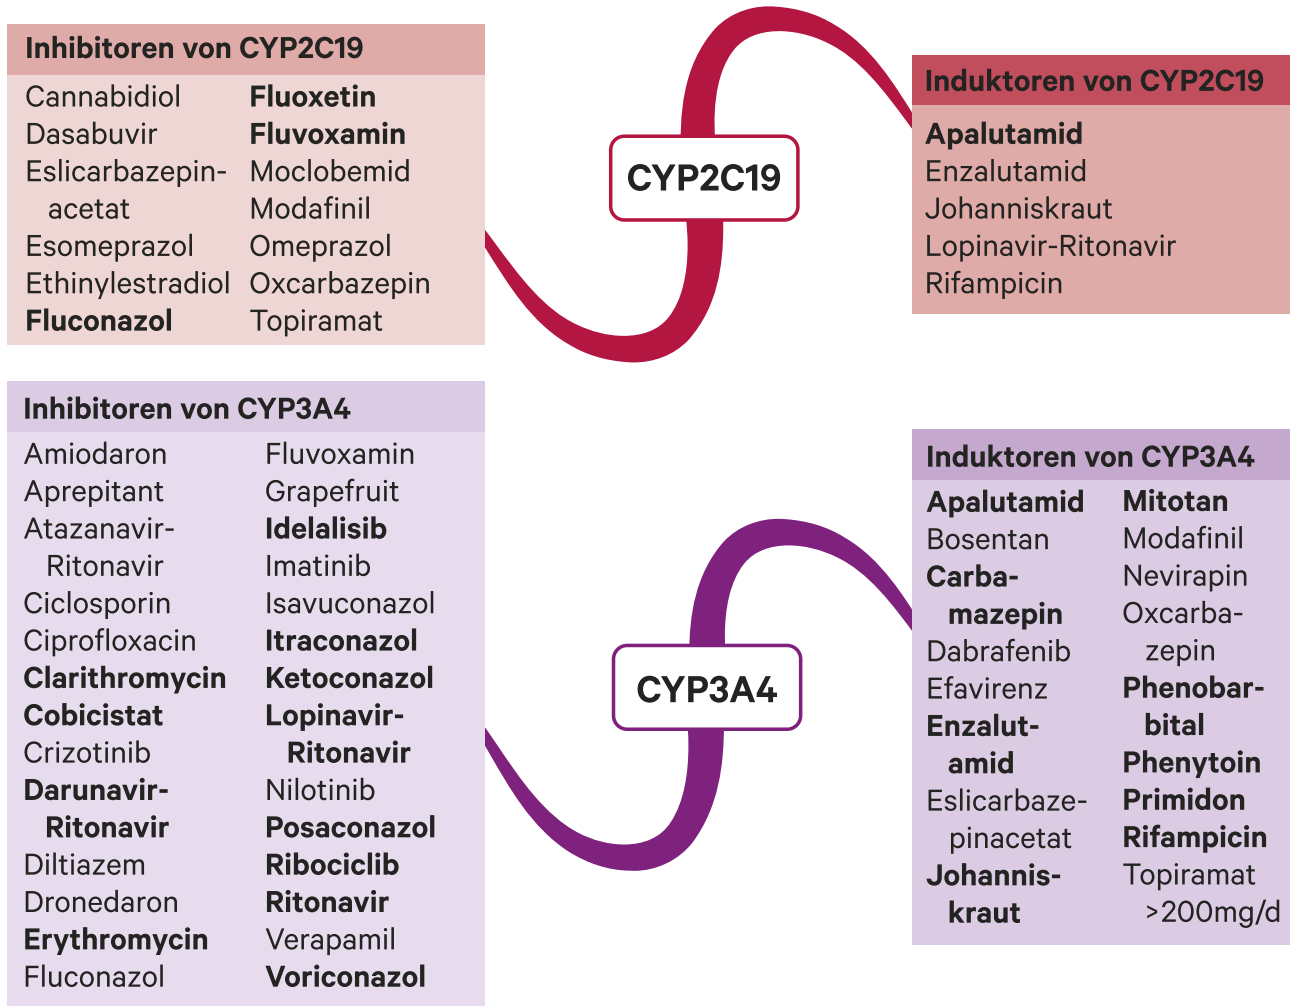 Inhibitoren von CYP2C19
Cannabidiol
Dasabuvir
Eslicarbazepin-
acetat
Esomeprazol
Ethinylestradiol
Fluconazol
Fluoxetin
Fluvoxamin
Moclobemid
Modafinil
Omeprazol
Oxcarbazepin
Topiramat
CYP2C19
Induktoren von CYP2C19
Apalutamid
Enzalutamid
Johanniskraut
Lopinavir-Ritonavir
Rifampicin
Inhibitoren von CYP3A4
Amiodaron
Aprepitant
Atazanavir-
Ritonavir
Ciclosporin
Ciprofloxacin
Clarithromycin
Cobicistat
Crizotinib
Darunavir-
Ritonavir
Diltiazem
Dronedaron
Erythromycin
Fluconazol
Fluvoxamin
Grapefruit
Idelalisib
Imatinib
Isavuconazol
Itraconazol
Ketoconazol
Lopinavir-
Ritonavir
Nilotinib
Posaconazol
Ribociclib
Ritonavir
Verapamil
Voriconazol
CYP3A4
Induktoren von CYP3A4
Apalutamid
Bosentan
Carba-
mazepin
Dabrafenib
Efavirenz
Enzalut-
amid
Eslicarbaze-
pinacetat
Johannis-
kraut
Mitotan
Modafinil
Nevirapin
Oxcarba-
zepin
Phenobar-
bital
Phenytoin
Primidon
Rifampicin
Topiramat
>200mg/d